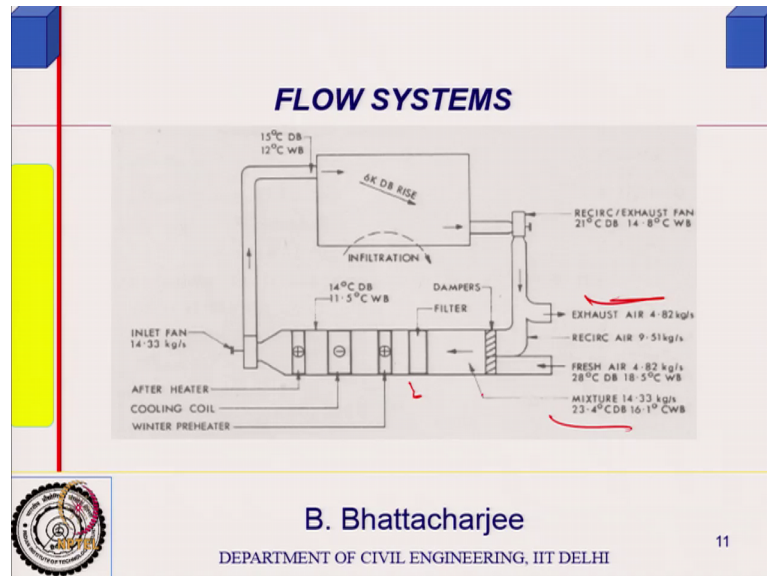 FLOW SYSTEMS
15°C DB
12°C WB
6K DB RISE
RECIRC/EXHAUST FAN
21°C DB 14·8°C WB
INFILTRATION
14°C DB
11·5°C WB
DAMPERS
FILTER
EXHAUST AIR 4·82kg/s
INLET FAN
14·33 kg/s
RECIRC AIR 9·51kg/s
FRESH AIR 4·82 kg/s
28°C DB 18·5°C WB
AFTER HEATER
COOLING COIL
WINTER PREHEATER
MIXTURE 14·33 kg/s
23·4°CDB 16·1° CWB
NPTEL
B. Bhattacharjee
DEPARTMENT OF CIVIL ENGINEERING, IIT DELHI
11